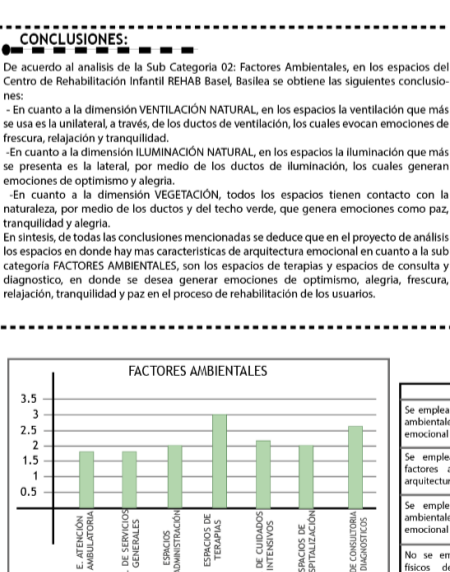 CONCLUSIONES:
De acuerdo al analisis de la Sub Categoria 02: Factores Ambientales, en los espacios del
Centro de Rehabilitación Infantil REHAB Basel, Basilea se obtiene las siguientes conclusio-
nes:
- En cuanto a la dimensión VENTILACIÓN NATURAL, en los espacios la ventilación que más
se usa es la unilateral, a través, de los ductos de ventilación, los cuales evocan emociones de
frescura, relajación y tranquilidad.
-En cuanto a la dimensión ILUMINACIÓN NATURAL, en los espacios la iluminación que más
se presenta es la lateral, por medio de los ductos de iluminación, los cuales generan
emociones de optimismo y alegria.
-En cuanto a la dimensión VEGETACIÓN, todos los espacios tienen contacto con la
naturaleza, por medio de los ductos y del techo verde, que genera emociones como paz,
tranquilidad y alegria.
En sintesis, de todas las conclusiones mencionadas se deduce que en el proyecto de análisis
los espacios en donde hay mas caracteristicas de arquitectura emocional en cuanto a la sub
categoría FACTORES AMBIENTALES, son los espacios de terapias y espacios de consulta y
diagnostico, en donde se desea generar emociones de optimismo, alegria, frescura,
relajación, tranquilidad y paz en el proceso de rehabilitación de los usuarios.
FACTORES AMBIENTALES
3.5
3
2.5
2
1.5
1
0.5
E. ATENCIÓN
AMBULATORIA
. DE SERVICIOS
GENERALES
ESPACIOS
ADMINISTRACIÓN
ESPACIOS DE
TERAPIAS
DE CUIDADOS
INTENSIVOS
SPACIOS DE
SPITALIZACIÓN
DE CONSULTORIA
DIAGNOSTICOS
Se emplea
ambientale
emocional
Se emple
factores a
arquitectur
Se emple
ambientale
emocional
No se em
físicos de